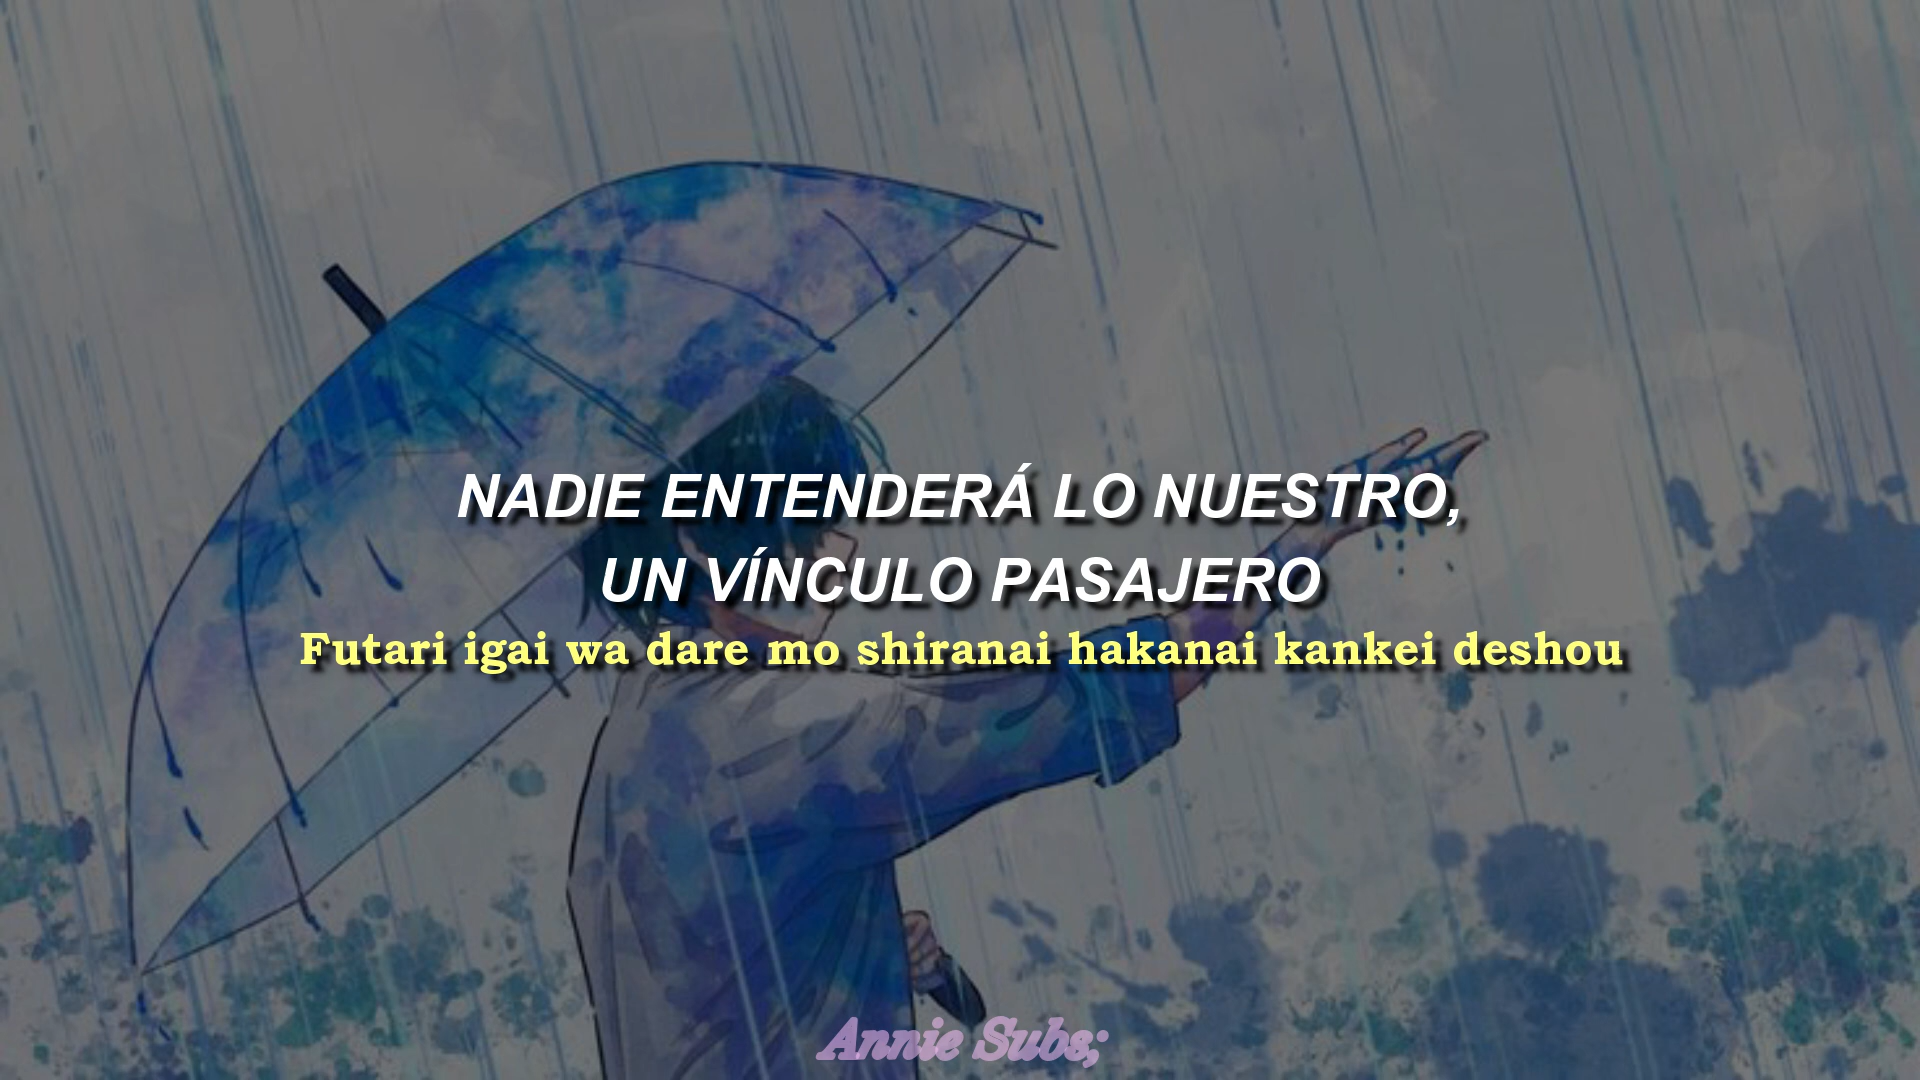 NADIE ENTENDERÁ LO NUESTRO,
UN VÍNCULO PASAJERO
Futari igai wa dare mo shiranai hakanai kankei deshou
Annie Subs;